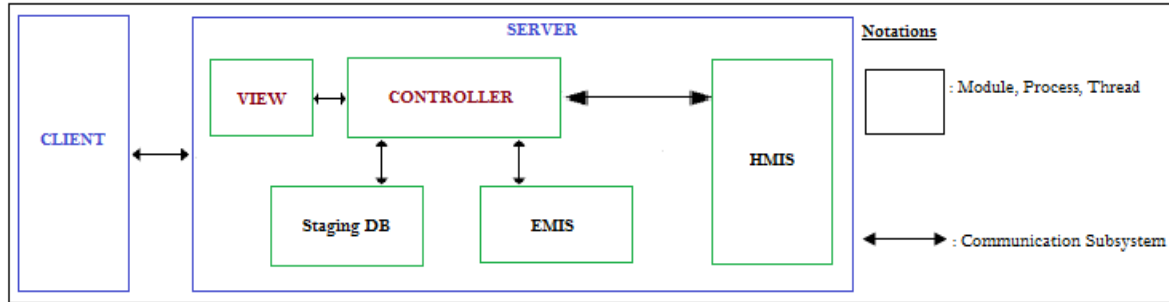 SERVER
Notations
VIEW
CONTROLLER
: Module, Process, Thread
CLIENT
HMIS
Staging DB
EMIS
: Communication Subsystem